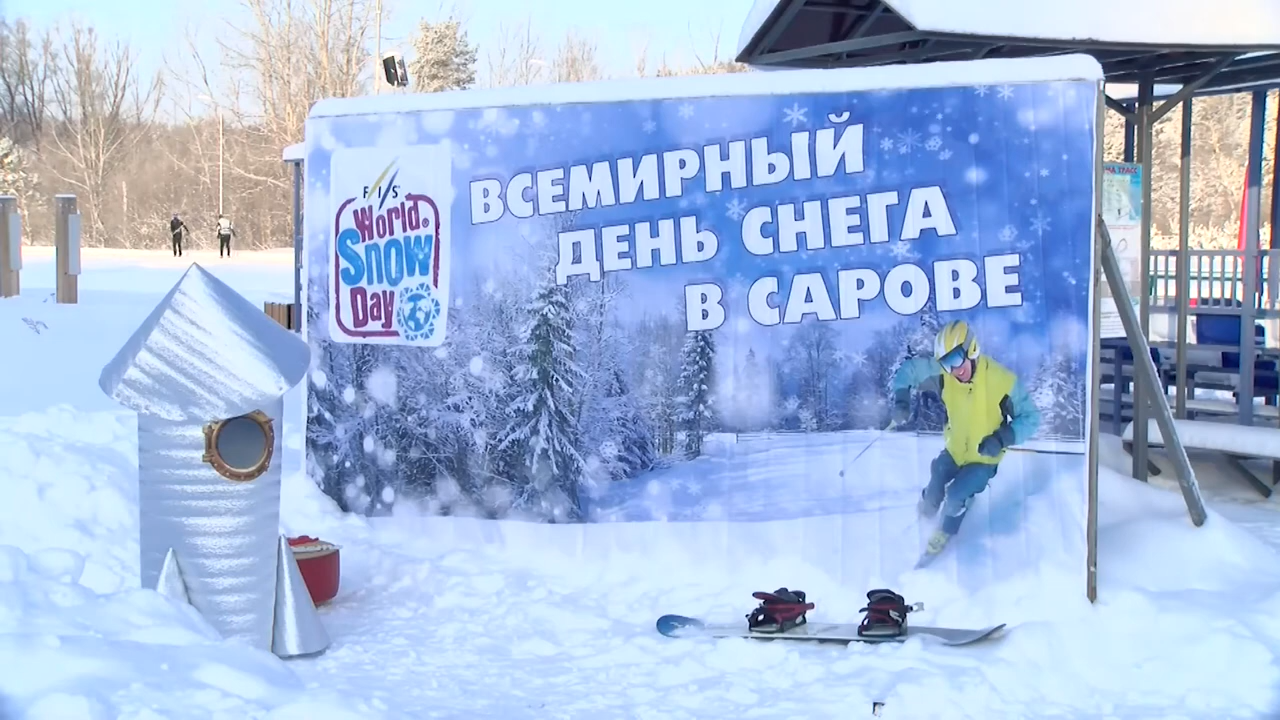 FIS
World
Snow
Day
ВСЕМИРНЫЙ
ДЕНЬ СНЕГА
В САРОВЕ